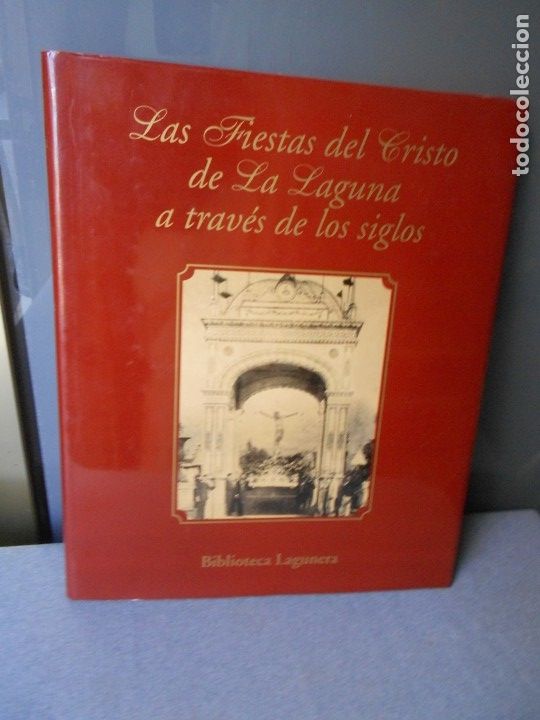 Las Fiestas del Cristo
de La Laguna
a través de los siglos
Biblioteca Lagunera
todocoleccion